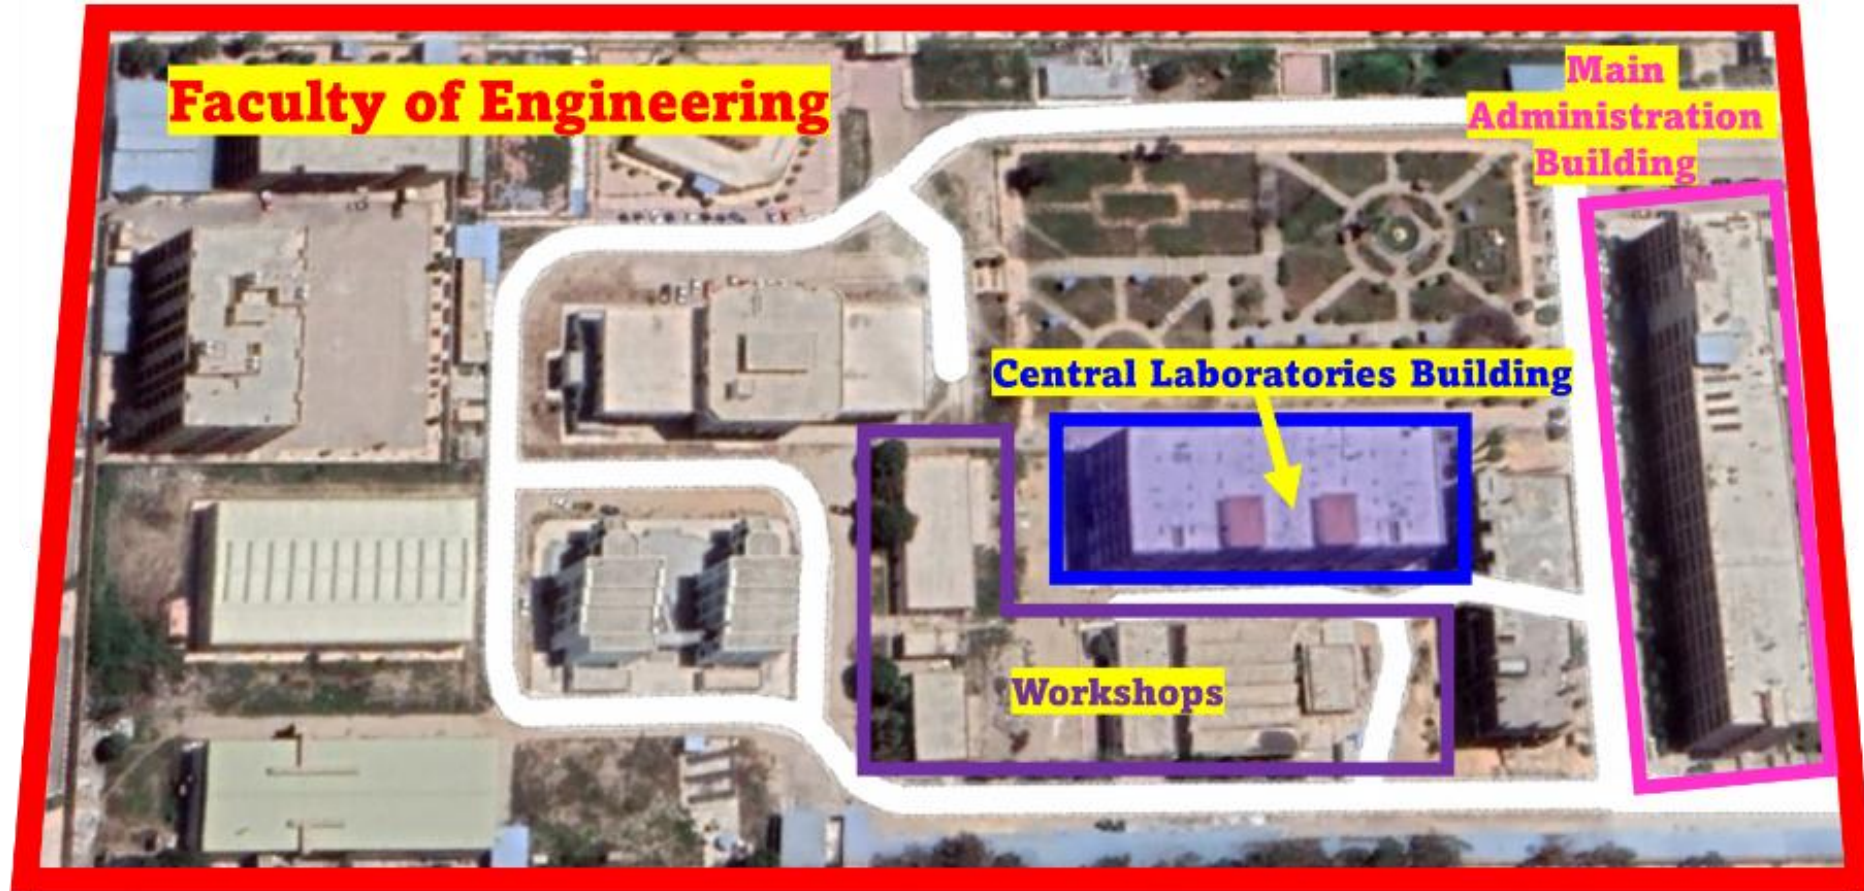 Faculty of Engineering
Main
Administration
Building
Central Laboratories Building
Workshops